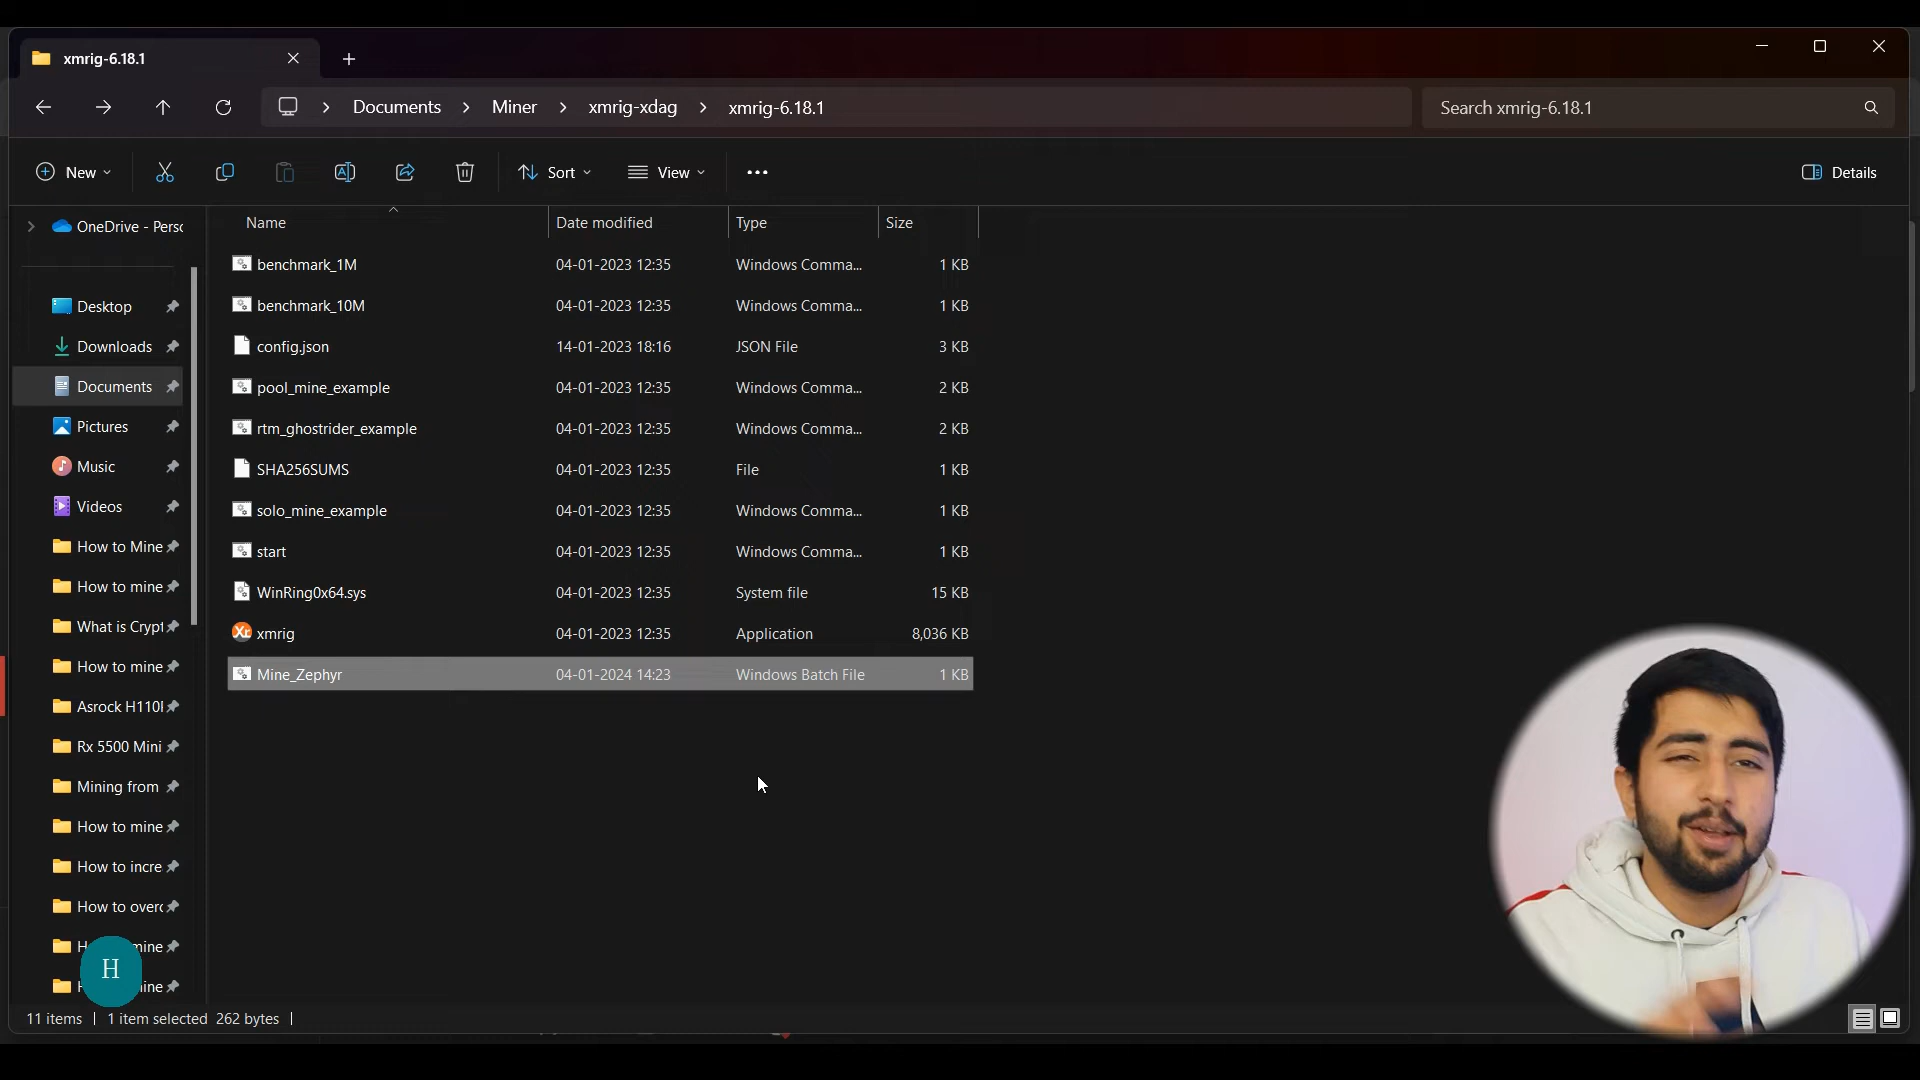 xmrig-6.18.1
Documents > Miner > xmrig-xdag > xmrig-6.18.1
Search xmrig-6.18.1
New
Sort
View
Details
OneDrive - Persc
Desktop
Downloads
Documents
Pictures
Music
Videos
How to Mine
How to mine
What is Crypt
How to mine
Asrock H110
Rx 5500 Mini
Mining from
How to mine
How to incre
How to over
mine
ine
H
Name Date modified Type Size
benchmark_1M 04-01-2023 12:35 Windows Comma... 1 KB
benchmark_10M 04-01-2023 12:35 Windows Comma... 1 KB
config.json 14-01-2023 18:16 JSON File 3 KB
pool_mine_example 04-01-2023 12:35 Windows Comma... 2 KB
rtm_ghostrider_example 04-01-2023 12:35 Windows Comma... 2 KB
SHA256SUMS 04-01-2023 12:35 File 1 KB
solo_mine_example 04-01-2023 12:35 Windows Comma... 1 KB
start 04-01-2023 12:35 Windows Comma... 1 KB
WinRing0x64.sys 04-01-2023 12:35 System file 15 KB
xmrig 04-01-2023 12:35 Application 8,036 KB
Mine_Zephyr 04-01-2024 14:23 Windows Batch File 1 KB
11 items | 1 item selected 262 bytes |